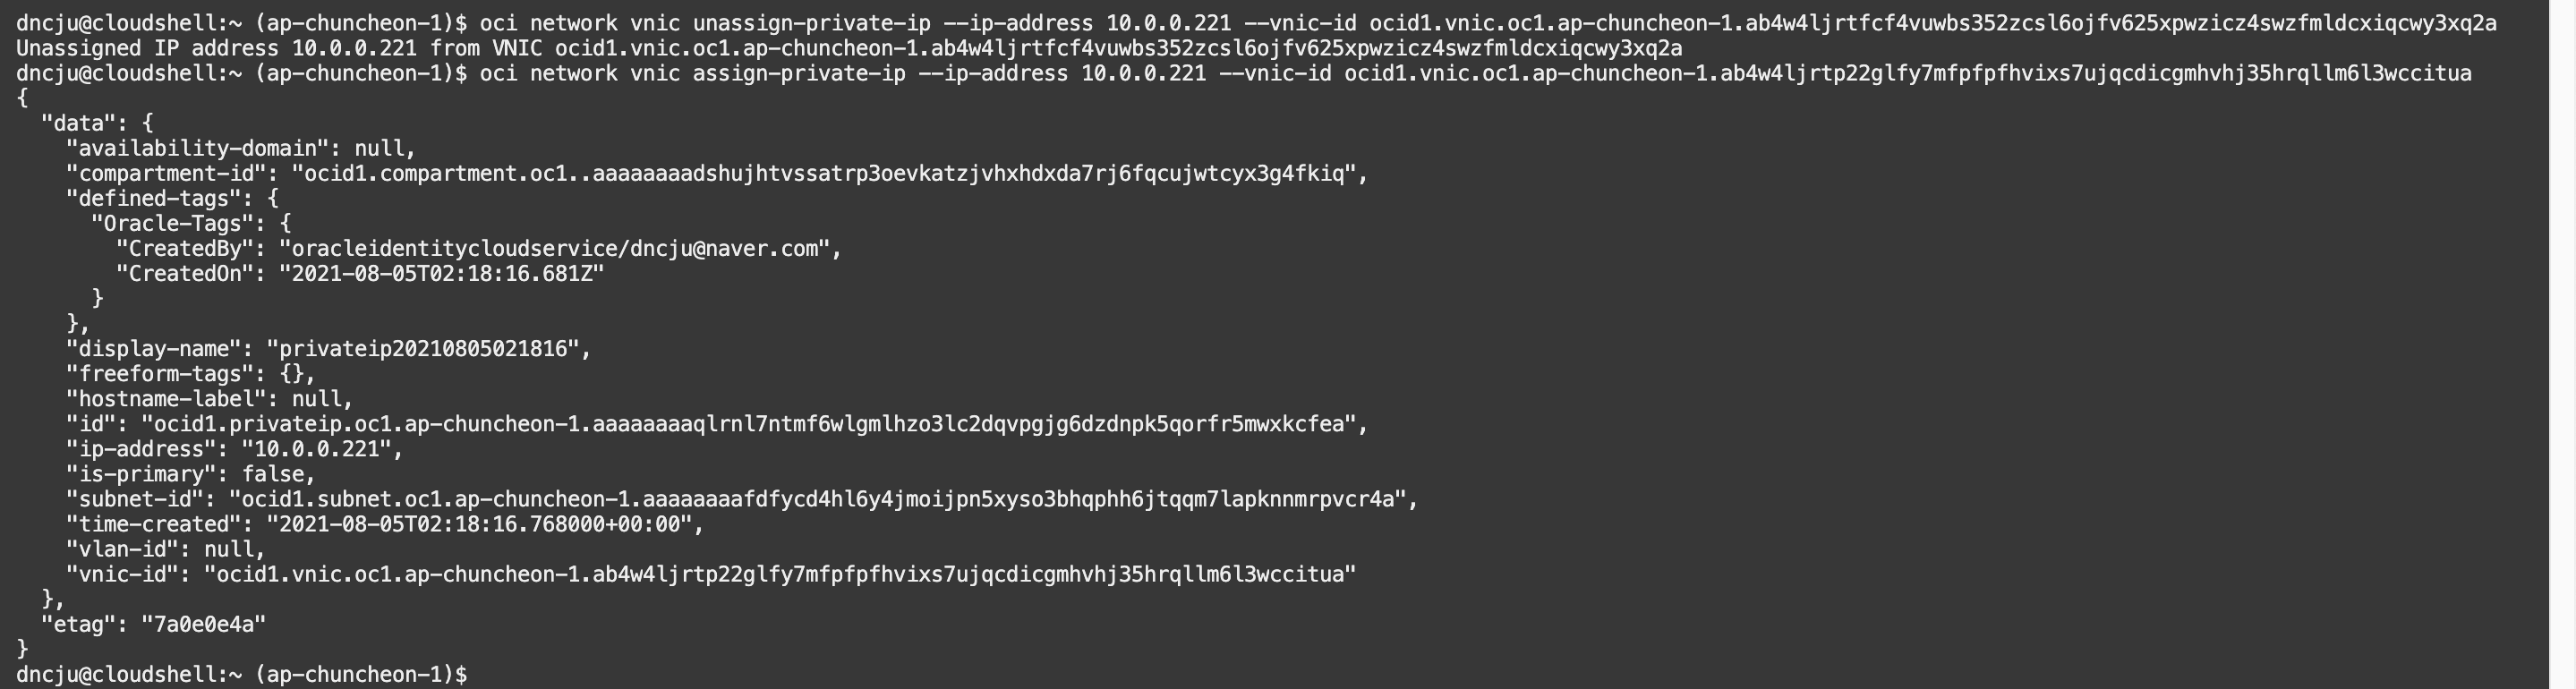 dncju@cloudshell:~ (ap-chuncheon-1)$ oci network vnic unassign-private-ip --ip-address 10.0.0.221 --vnic-id ocid1.vnic.oc1.ap-chuncheon-1.ab4w4ljrtfcf4vuwbs352zcsl6ojfv625xpwzicz4swzfmldcxiqcwy3xq2a
Unassigned IP address 10.0.0.221 from VNIC ocid1.vnic.oc1.ap-chuncheon-1.ab4w4ljrtfcf4vuwbs352zcsl6ojfv625xpwzicz4swzfmldcxiqcwy3xq2a
dncju@cloudshell:~ (ap-chuncheon-1)$ oci network vnic assign-private-ip --ip-address 10.0.0.221 --vnic-id ocid1.vnic.oc1.ap-chuncheon-1.ab4w4ljrtp22glfy7mfpfpfhvixs7ujqcdicgmhvhj35hrqllm6l3wccitua
{
  "data": {
    "availability-domain": null,
    "compartment-id": "ocid1.compartment.oc1..aaaaaaaadshujhtvssatrp3oevkatzjvhxhdxda7rj6fqcujwtcyx3g4fkiq",
    "defined-tags": {
      "Oracle-Tags": {
        "CreatedBy": "oracleidentitycloudservice/dncju@naver.com",
        "CreatedOn": "2021-08-05T02:18:16.681Z"
      }
    },
    "display-name": "privateip20210805021816",
    "freeform-tags": {},
    "hostname-label": null,
    "id": "ocid1.privateip.oc1.ap-chuncheon-1.aaaaaaaaqlrnl7ntmf6wlgmlhzo3lc2dqvpgjg6dzdnpk5qorfr5mwxkcfea",
    "ip-address": "10.0.0.221",
    "is-primary": false,
    "subnet-id": "ocid1.subnet.oc1.ap-chuncheon-1.aaaaaaaafdfycd4hl6y4jmoijpn5xyso3bhqphh6jtqqm7lapknnmrpvcr4a",
    "time-created": "2021-08-05T02:18:16.768000+00:00",
    "vlan-id": null,
    "vnic-id": "ocid1.vnic.oc1.ap-chuncheon-1.ab4w4ljrtp22glfy7mfpfpfhvixs7ujqcdicgmhvhj35hrqllm6l3wccitua"
  },
  "etag": "7a0e0e4a"
}
dncju@cloudshell:~ (ap-chuncheon-1)$